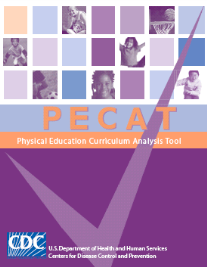 PECAT
Physical Education Curriculum Analysis Tool
CDC
U.S. Department of Health and Human Services
Centers for Disease Control and Prevention